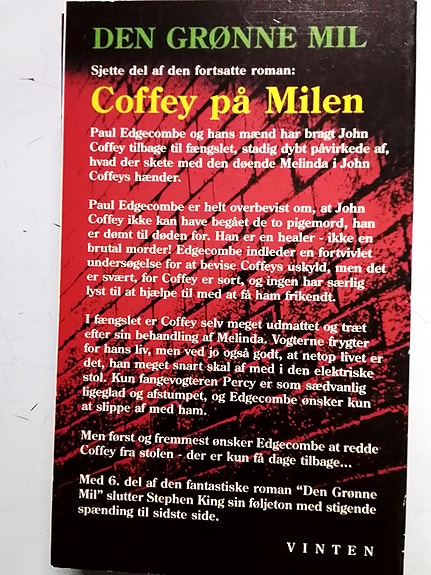 DEN GRØNNE MIL
Sjette del af den fortsatte roman:
Coffey på Milen
Paul Edgecombe og hans mænd har bragt John
Coffey tilbage til fængslet, stadig dybt påvirkede af,
hvad der skete med den døende Melinda i John
Coffeys hænder.
Paul Edgecombe er helt overbevist om, at John
Coffey ikke kan have begået de to pigemord, han
er dømt til døden for. Han er en healer - ikke en
brutal morder! Edgecombe indleder en fortvivlet
undersøgelse for at bevise Coffeys uskyld, men det
er svært, for Coffey er sort, og ingen har særlig
lyst til at hjælpe til med at få ham frikendt.
I fængslet er Coffey selv meget udmattet og træt
efter sin behandling af Melinda. Vogterne frygter
for hans liv, men ved jo også godt, at netop livet er
det, han meget snart skal af med i den elektriske
stol. Kun fangevogteren Percy er som sædvanlig
ligeglad og afstumpet, og Edgecombe ønsker kun
at slippe af med ham.
Men først og fremmest ønsker Edgecombe at redde
Coffey fra stolen - der er kun få dage tilbage...
Med 6. del af den fantastiske roman "Den Grønne
Mil" slutter Stephen King sin føljeton med stigende
spænding til sidste side.
VINTEN